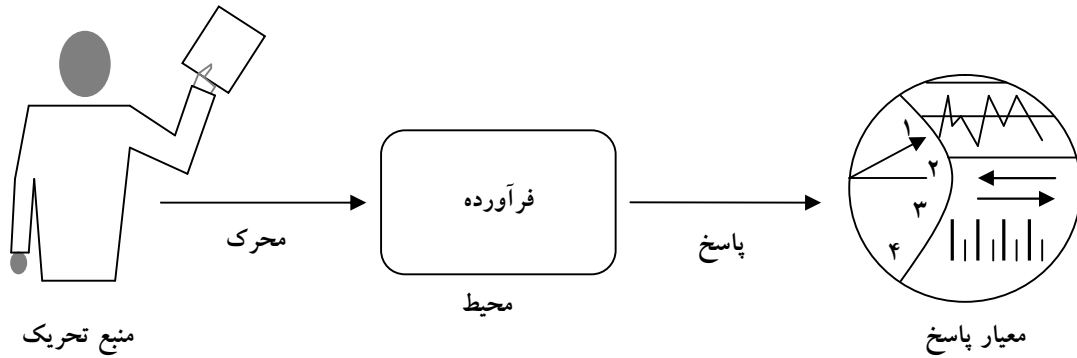 ۱
۲
۳
۴
فرآورده
محرک
پاسخ
محیط
منبع تحریک
معیار پاسخ